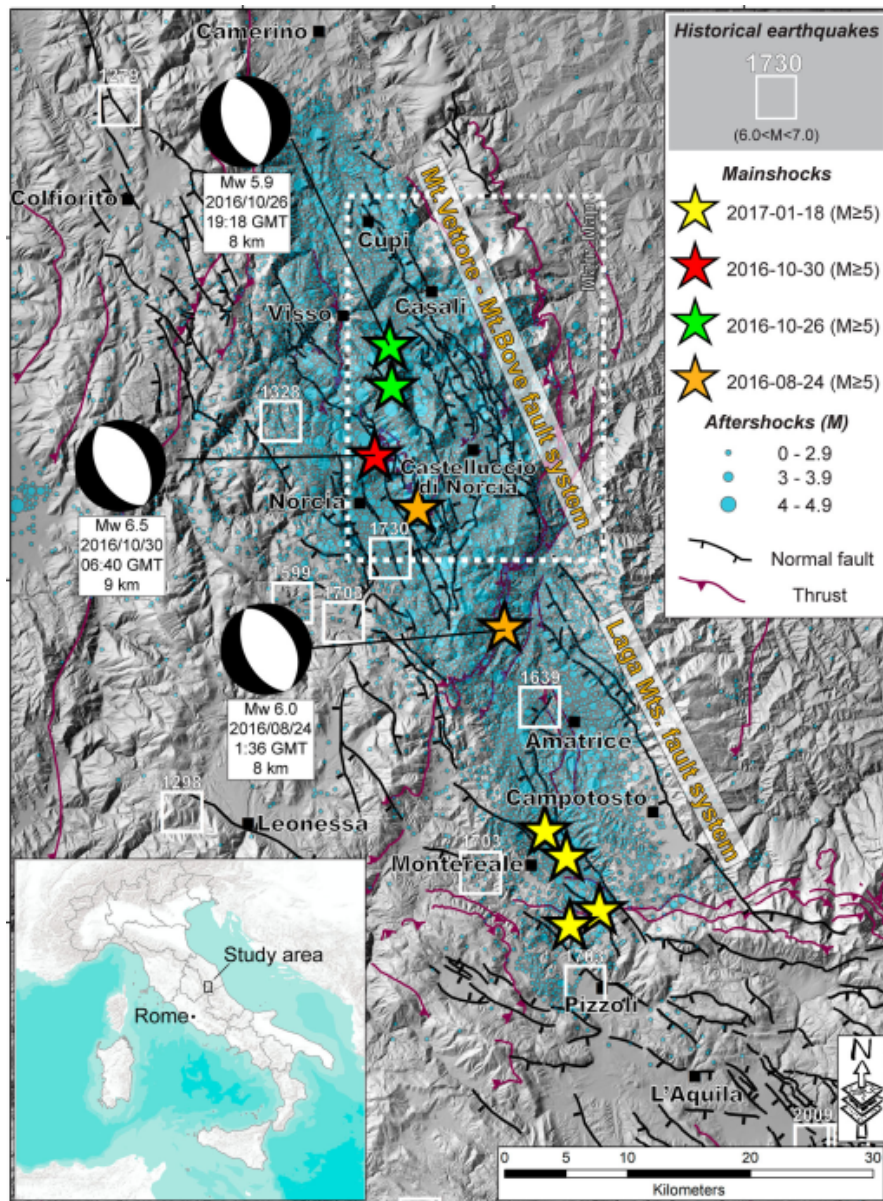 Camerino
1279
Colfiorito
Mw 5.9
2016/10/26
19:18 GMT
8 km
Cupi
Visso
Casali
Mt.Vettore - Mt.Bove fault system
1328
Castelluccio
di Norcia
Norcia
Mw 6.5
2016/10/30
06:40 GMT
9 km
1730
1599
1703
Mw 6.0
2016/08/24
1:36 GMT
8 km
1639
Amatrice
Laga Mts. fault system
1298
Leonessa
Campotosto
1703
Montereale
Pizzoli
L'Aquila
2009
Historical earthquakes
1730
(6.0<M<7.0)
Mainshocks
2017-01-18 (M≥5)
2016-10-30 (M≥5)
2016-10-26 (M≥5)
2016-08-24 (M≥5)
Aftershocks (M)
0 - 2.9
3 - 3.9
4 - 4.9
Normal fault
Thrust
Study area
Rome
N
0 5 10 20 30
Kilometers